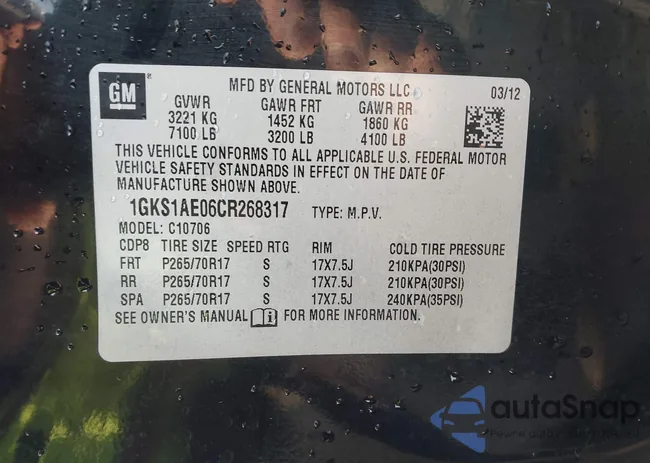 GM
MFD BY GENERAL MOTORS LLC
03/12
GVWR GAWR FRT GAWR RR
3221 KG 1452 KG 1860 KG
7100 LB 3200 LB 4100 LB
THIS VEHICLE CONFORMS TO ALL APPLICABLE U.S. FEDERAL MOTOR
VEHICLE SAFETY STANDARDS IN EFFECT ON THE DATE OF
MANUFACTURE SHOWN ABOVE.
1GKS1AE06CR268317 TYPE: M.P.V.
MODEL: C10706
CDP8 TIRE SIZE SPEED RTG RIM COLD TIRE PRESSURE
FRT P265/70R17 S 17X7.5J 210KPA(30PSI)
RR P265/70R17 S 17X7.5J 210KPA(30PSI)
SPA P265/70R17 S 17X7.5J 240KPA(35PSI)
SEE OWNER'S MANUAL FOR MORE INFORMATION.
autaSnap